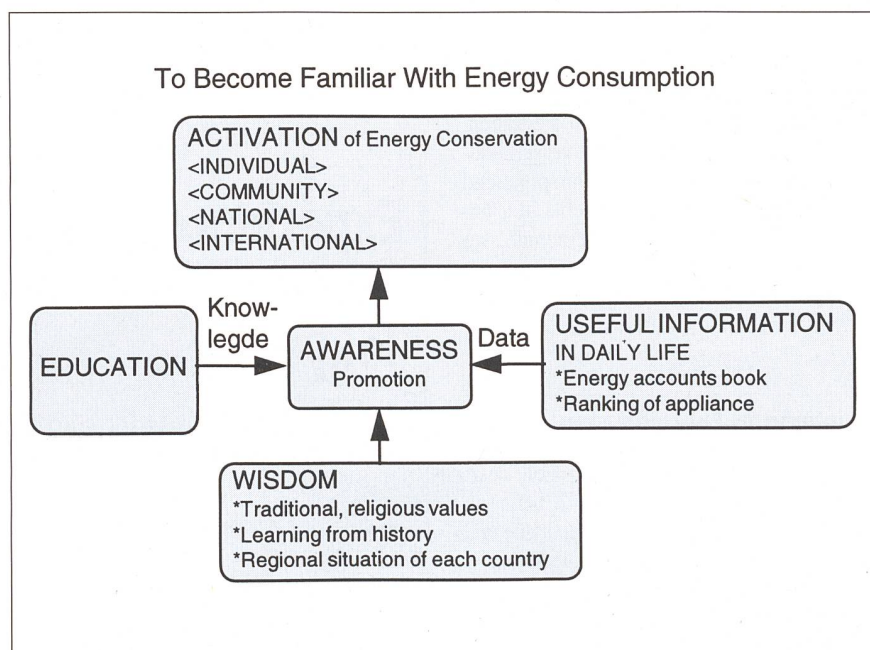 To Become Familiar With Energy Consumption
ACTIVATION of Energy Conservation
<INDIVIDUAL>
<COMMUNITY>
<NATIONAL>
<INTERNATIONAL>
EDUCATION
Know-
legde
AWARENESS
Promotion
Data
USEFUL INFORMATION
IN DAILY LIFE
*Energy accounts book
*Ranking of appliance
WISDOM
*Traditional, religious values
*Learning from history
*Regional situation of each country